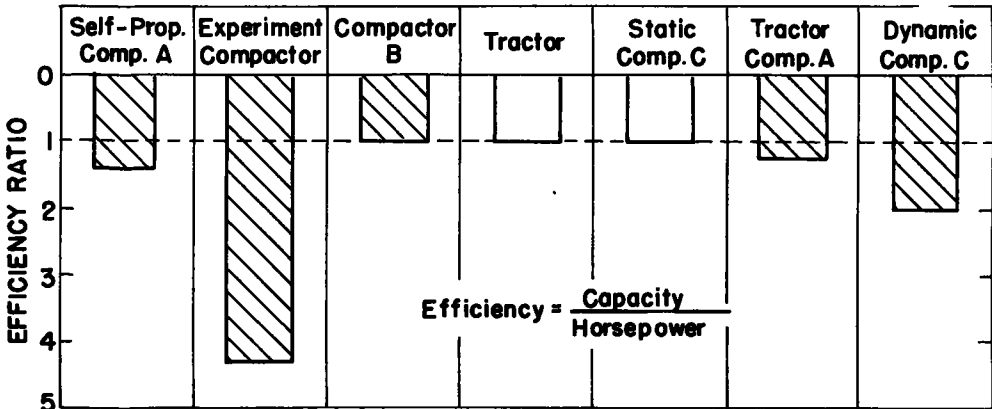 Self-Prop. Comp. A
Experiment Compactor
Compactor B
Tractor
Static Comp. C
Tractor Comp. A
Dynamic Comp. C
EFFICIENCY RATIO
0
1
2
3
4
5
Efficiency = Capacity
Horsepower